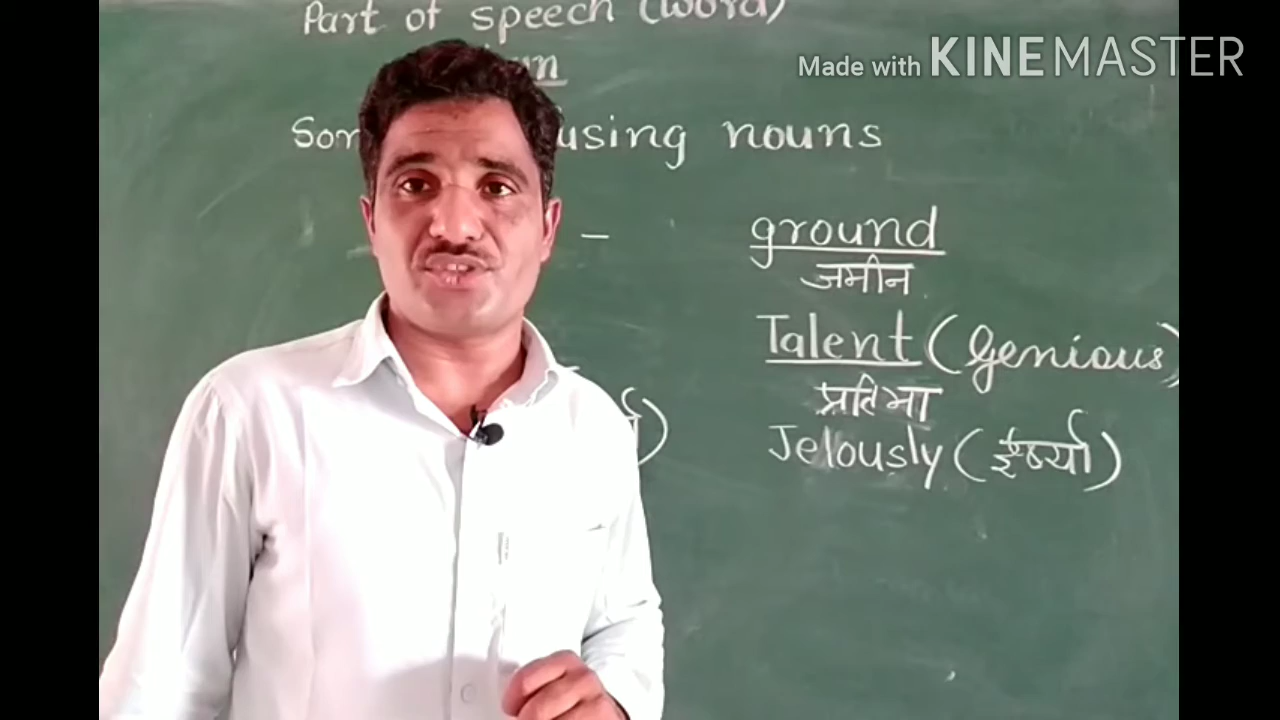 Part of speech (word)
Made with KINEMASTER
using nouns
– ground
जमीन
Talent (Genious)
प्रतिभा
Jelously (ईर्ष्या)